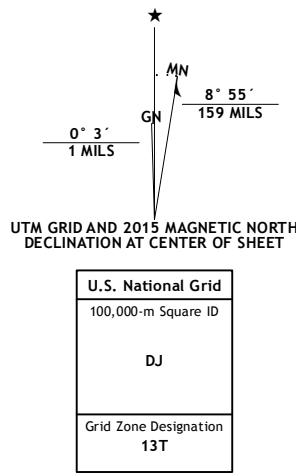 ★
MN
GN
8° 55´
159 MILS
0° 3´
1 MILS
UTM GRID AND 2015 MAGNETIC NORTH
DECLINATION AT CENTER OF SHEET
U.S. National Grid
100,000-m Square ID
DJ
Grid Zone Designation
13T